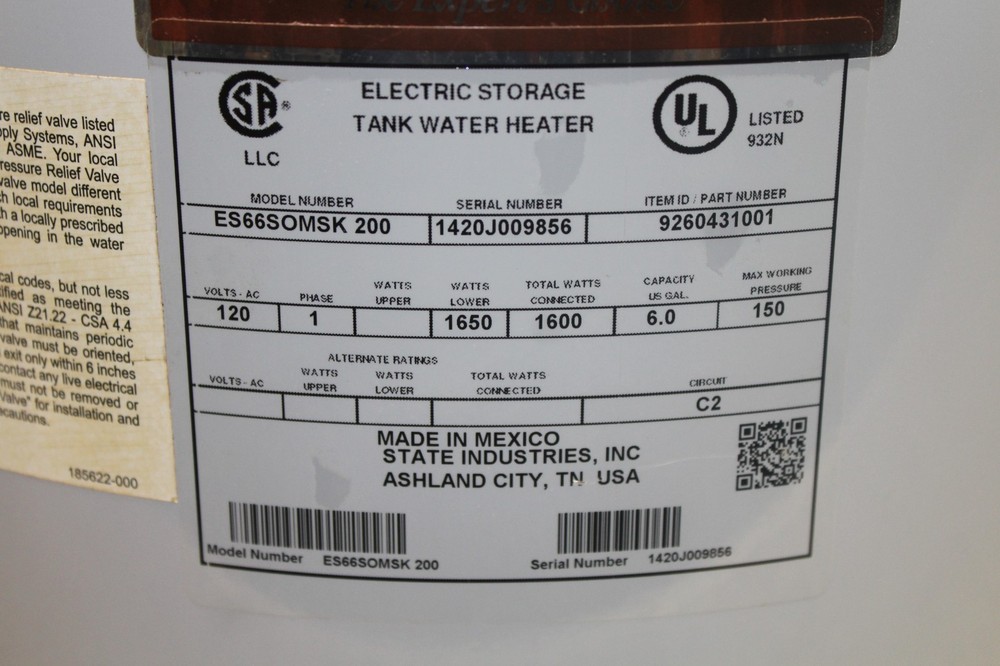 re relief valve listed
ply Systems, ANSI
ASME. Your local
ressure Relief Valve
valve model different
h local requirements
h a locally prescribed
opening in the water
cal codes, but not less
ified as meeting the
ANSI Z21.22 - CSA 4.4
that maintains periodic
valve must be oriented,
exit only within 6 inches
contact any live electrical
must not be removed or
Valve" for installation and
ecautions.
185622-000
SA ®
LLC
ELECTRIC STORAGE
TANK WATER HEATER
UL ®
LISTED
932N
MODEL NUMBER SERIAL NUMBER ITEM ID / PART NUMBER
ES66SOMSK 200 1420J009856 9260431001
VOLTS - AC PHASE WATTS UPPER WATTS LOWER TOTAL WATTS CONNECTED CAPACITY US GAL. MAX WORKING PRESSURE
120 1 1650 1600 6.0 150
ALTERNATE RATINGS
VOLTS - AC WATTS UPPER WATTS LOWER TOTAL WATTS CONNECTED CIRCUIT
C2
MADE IN MEXICO
STATE INDUSTRIES, INC
ASHLAND CITY, TN USA
Model Number ES66SOMSK 200 Serial Number 1420J009856